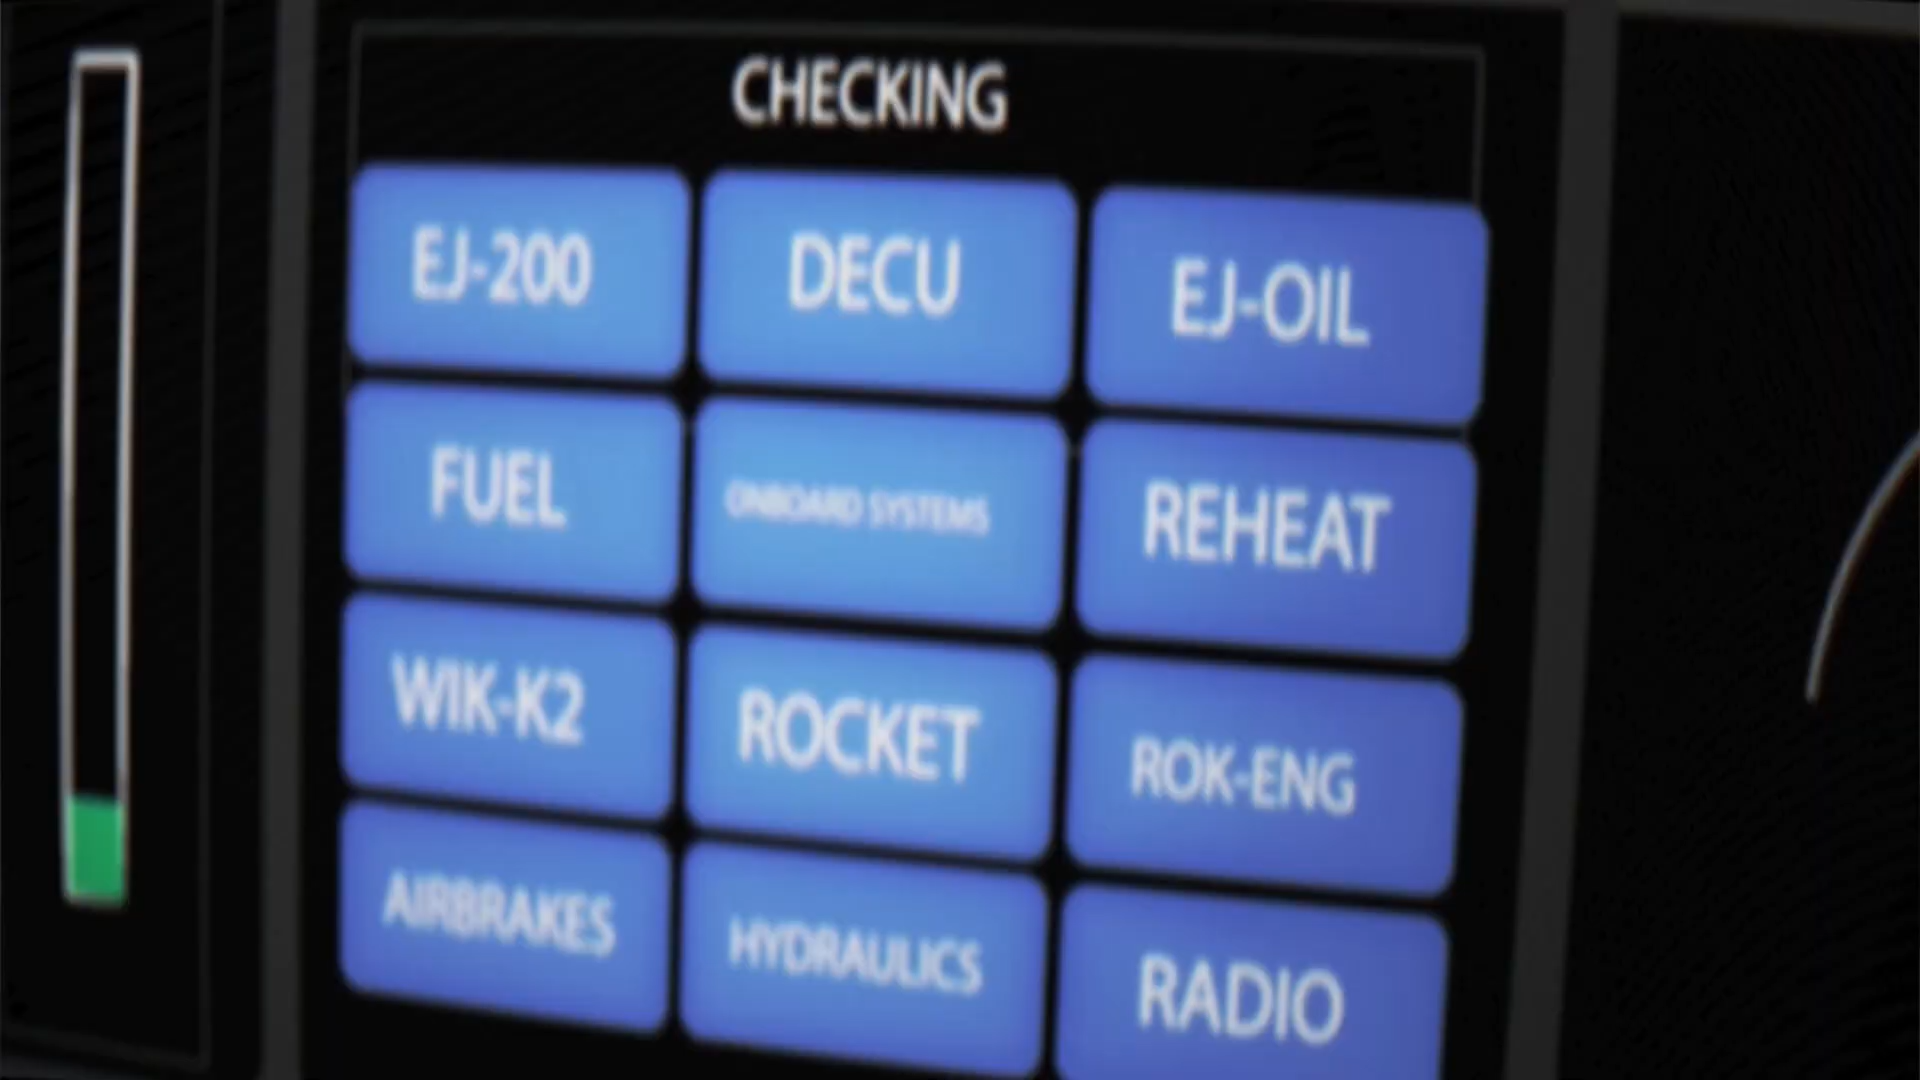 CHECKING
EJ-200
DECU
EJ-OIL
FUEL
ONBOARD SYSTEMS
REHEAT
WIK-K2
ROCKET
ROK-ENG
AIRBRAKES
HYDRAULICS
RADIO